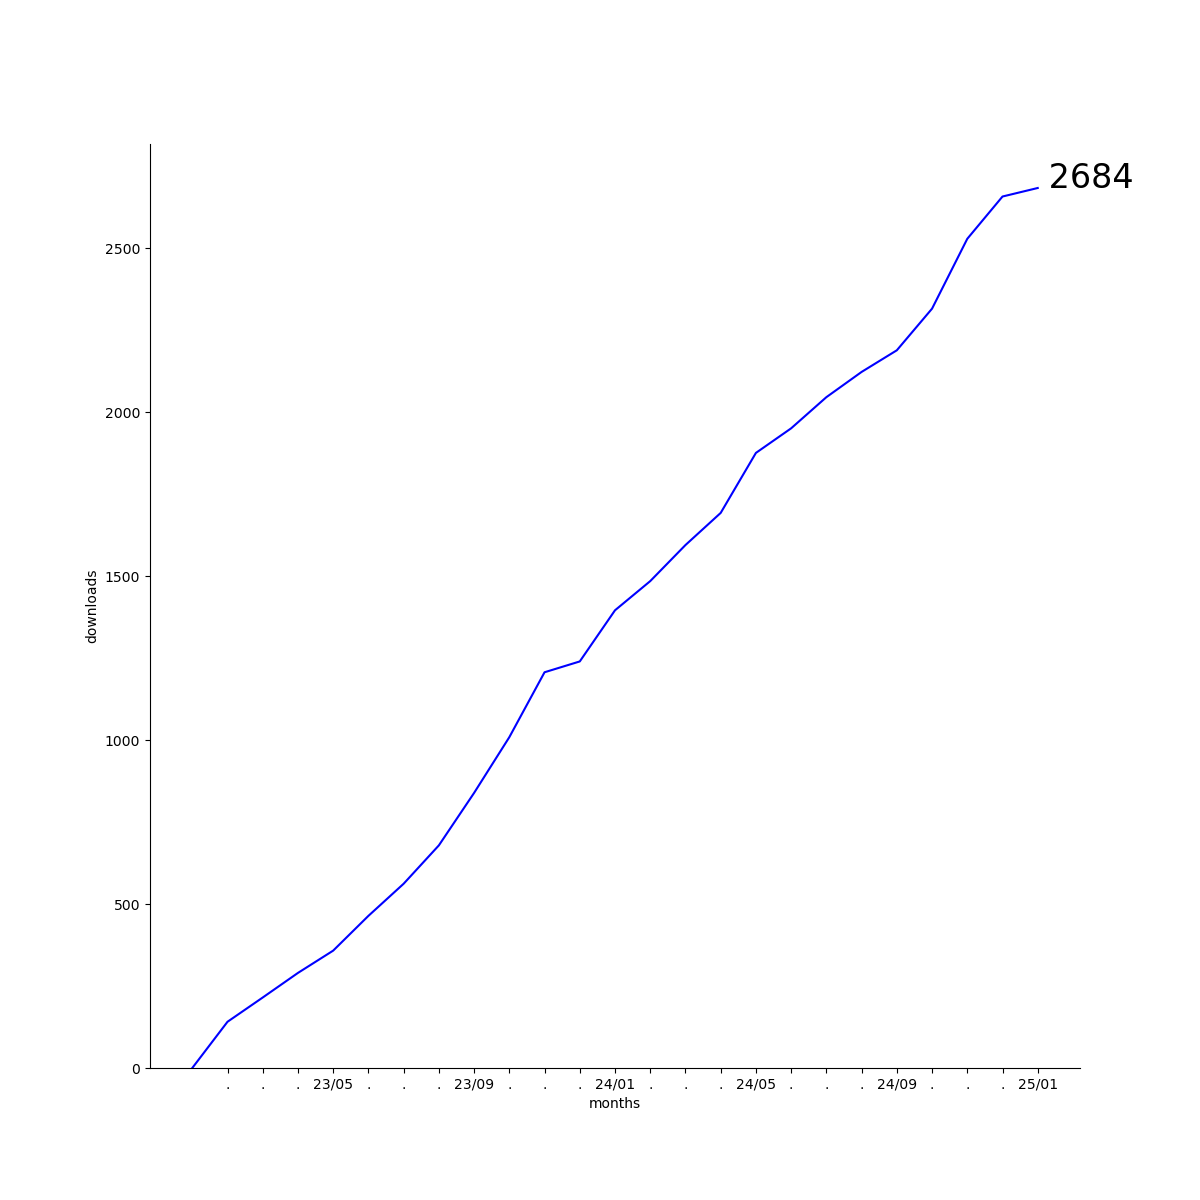 2684
2500
2000
1500
1000
500
0
downloads
. . . 23/05 . . . 23/09 . . . 24/01 . . . 24/05 . . . 24/09 . . . 25/01
months